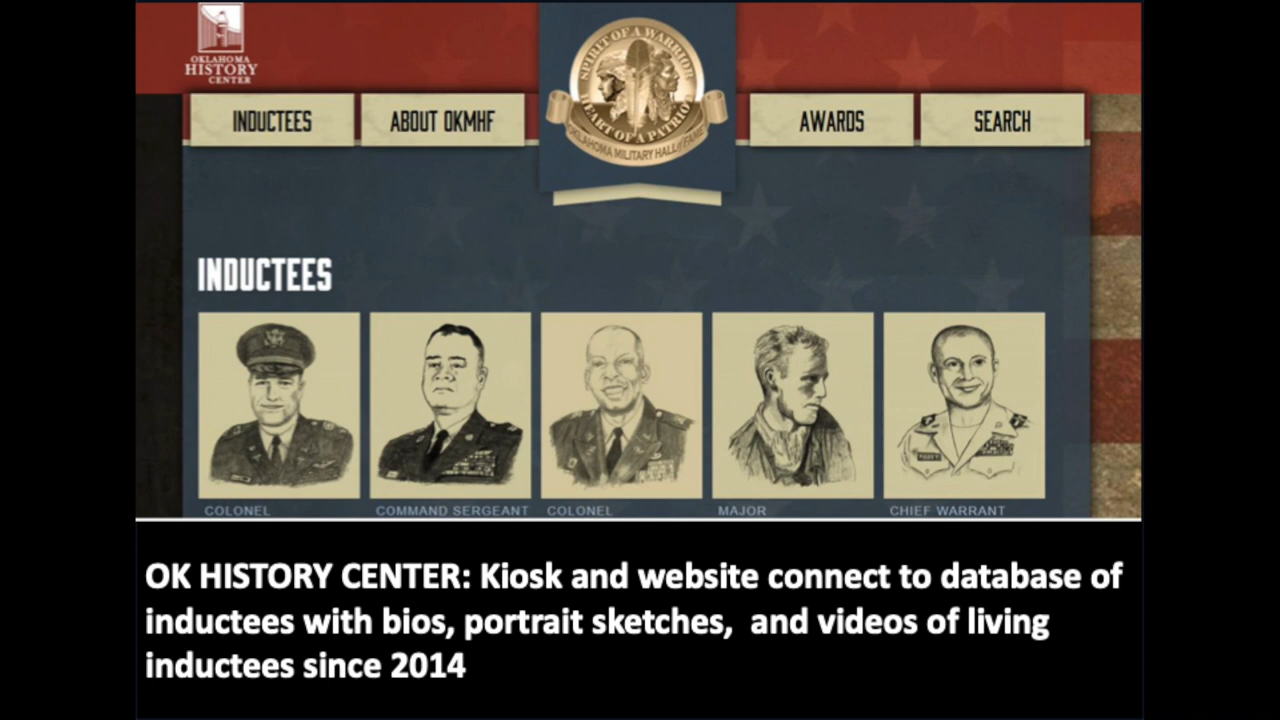 OKLAHOMA
HISTORY
CENTER
SPIRIT OF A WARRIOR
HEART OF A PATRIOT
OKLAHOMA MILITARY HALL OF FAME
INDUCTEES
ABOUT OKMHF
AWARDS
SEARCH
INDUCTEES
COLONEL
COMMAND SERGEANT
COLONEL
MAJOR
CHIEF WARRANT
OK HISTORY CENTER: Kiosk and website connect to database of
inductees with bios, portrait sketches,  and videos of living
inductees since 2014